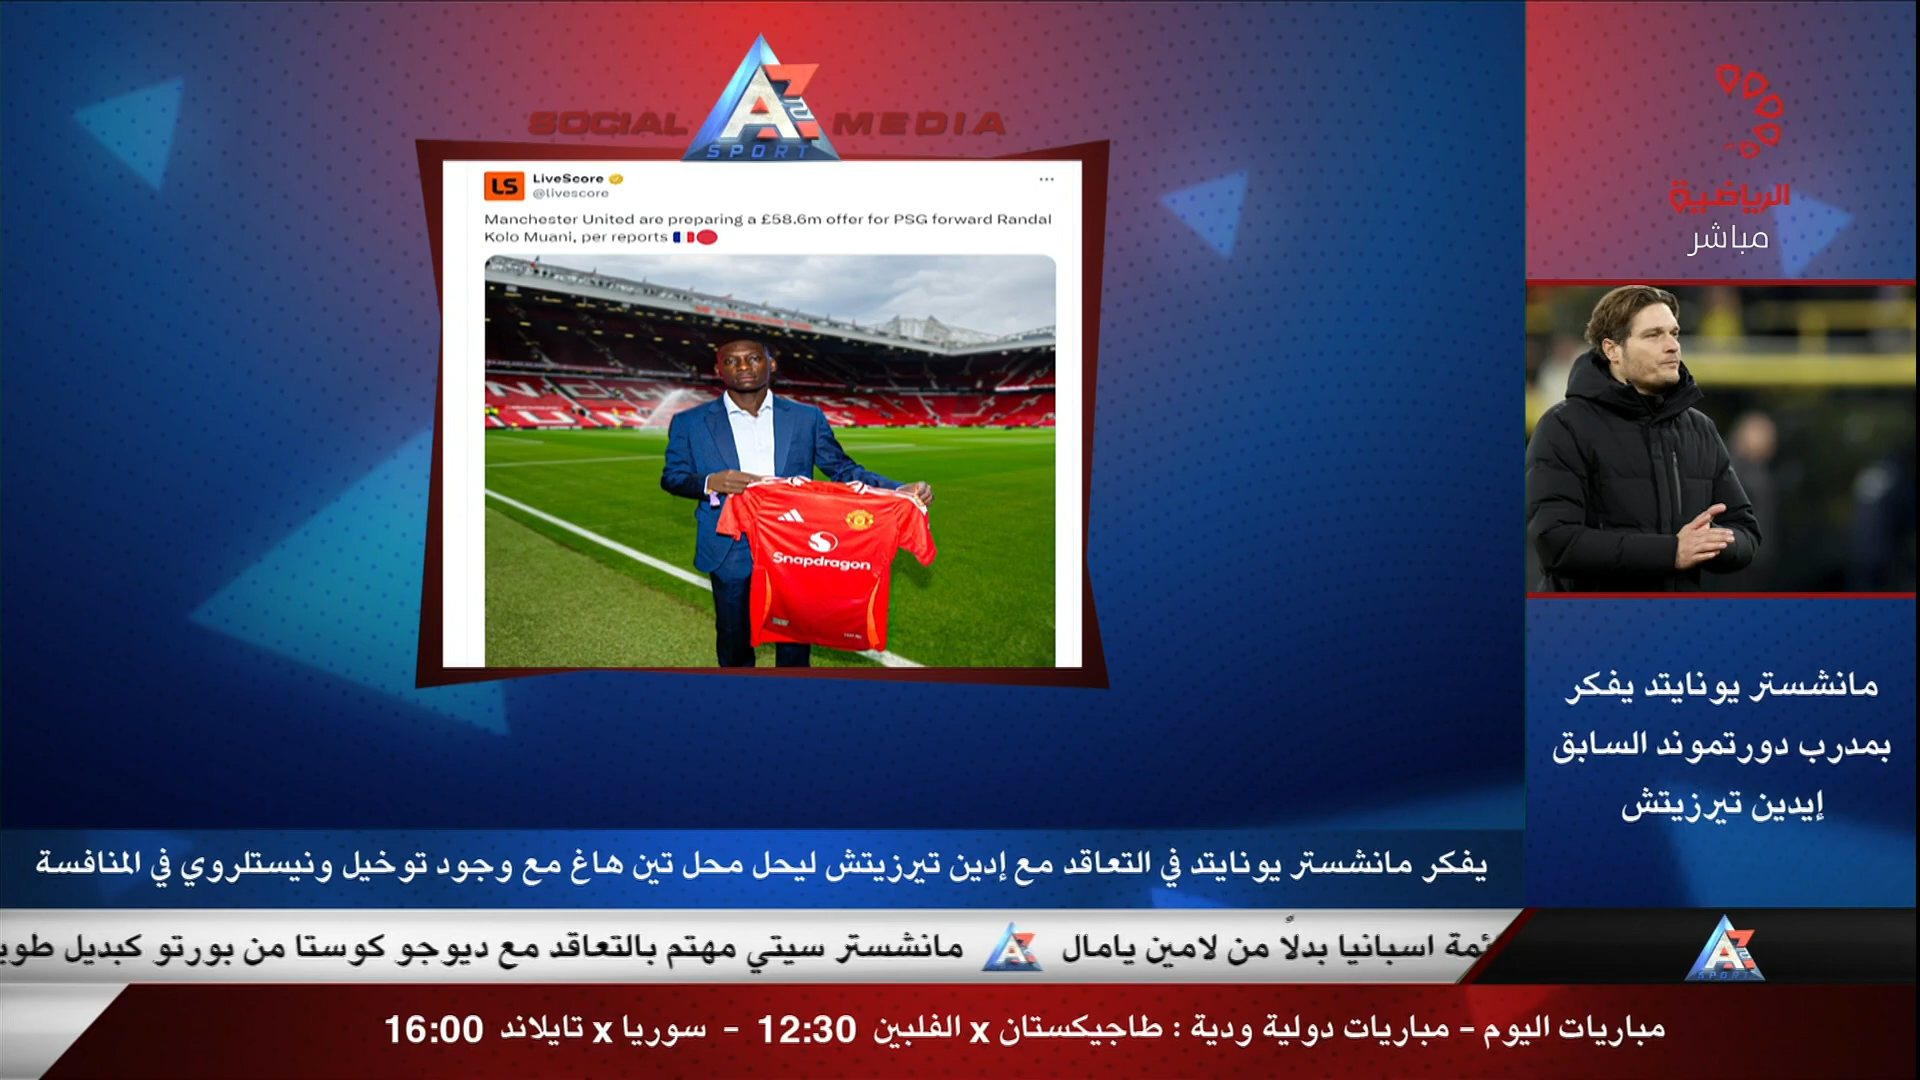 SOCIAL MEDIA
AZ2
SPORT
LS
LiveScore
@livescore
Manchester United are preparing a £58.6m offer for PSG forward Randal
Kolo Muani, per reports
Snapdragon
الرياضية
مباشر
مانشستر يونايتد يفكر
بمدرب دورتموند السابق
إيدين تيرزيتش
يفكر مانشستر يونايتد في التعاقد مع إدين تيرزيتش ليحل محل تين هاغ مع وجود توخيل ونيستلروي في المنافسة
ئمة اسبانيا بدلاً من لامين يامال
مانشستر سيتي مهتم بالتعاقد مع ديوجو كوستا من بورتو كبديل طوي
SPORT
مباريات اليوم – مباريات دولية ودية : طاجيكستان x الفلبين 12:30 - سوريا x تايلاند 16:00